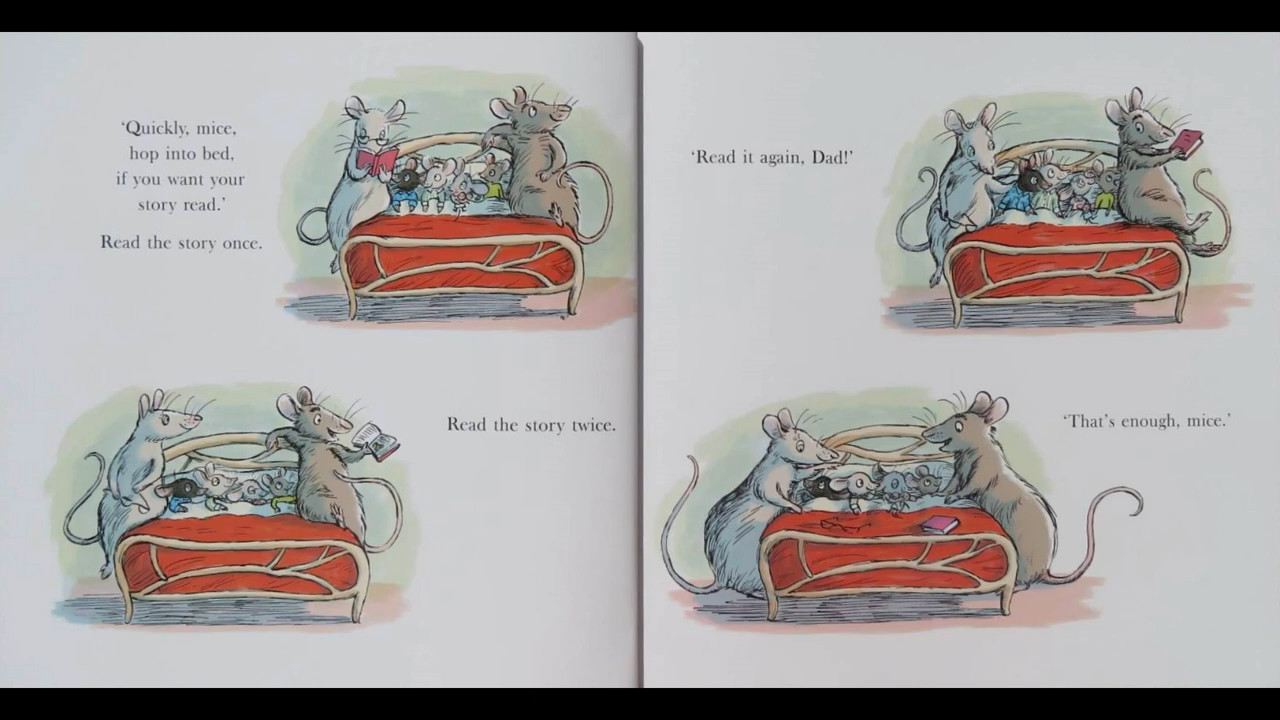 ‘Quickly, mice,
hop into bed,
if you want your
story read.’
Read the story once.
Read the story twice.
‘Read it again, Dad!’
‘That’s enough, mice.’